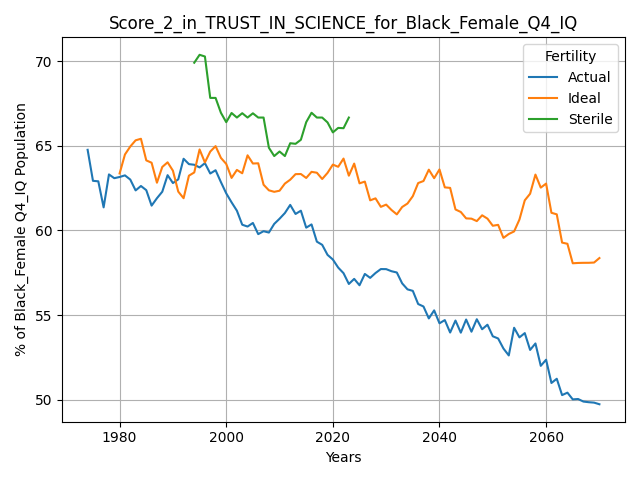 Score_2_in_TRUST_IN_SCIENCE_for_Black_Female_Q4_IQ
% of Black_Female Q4_IQ Population
70
65
60
55
50
Fertility
Actual
Ideal
Sterile
1980
2000
2020
2040
2060
Years